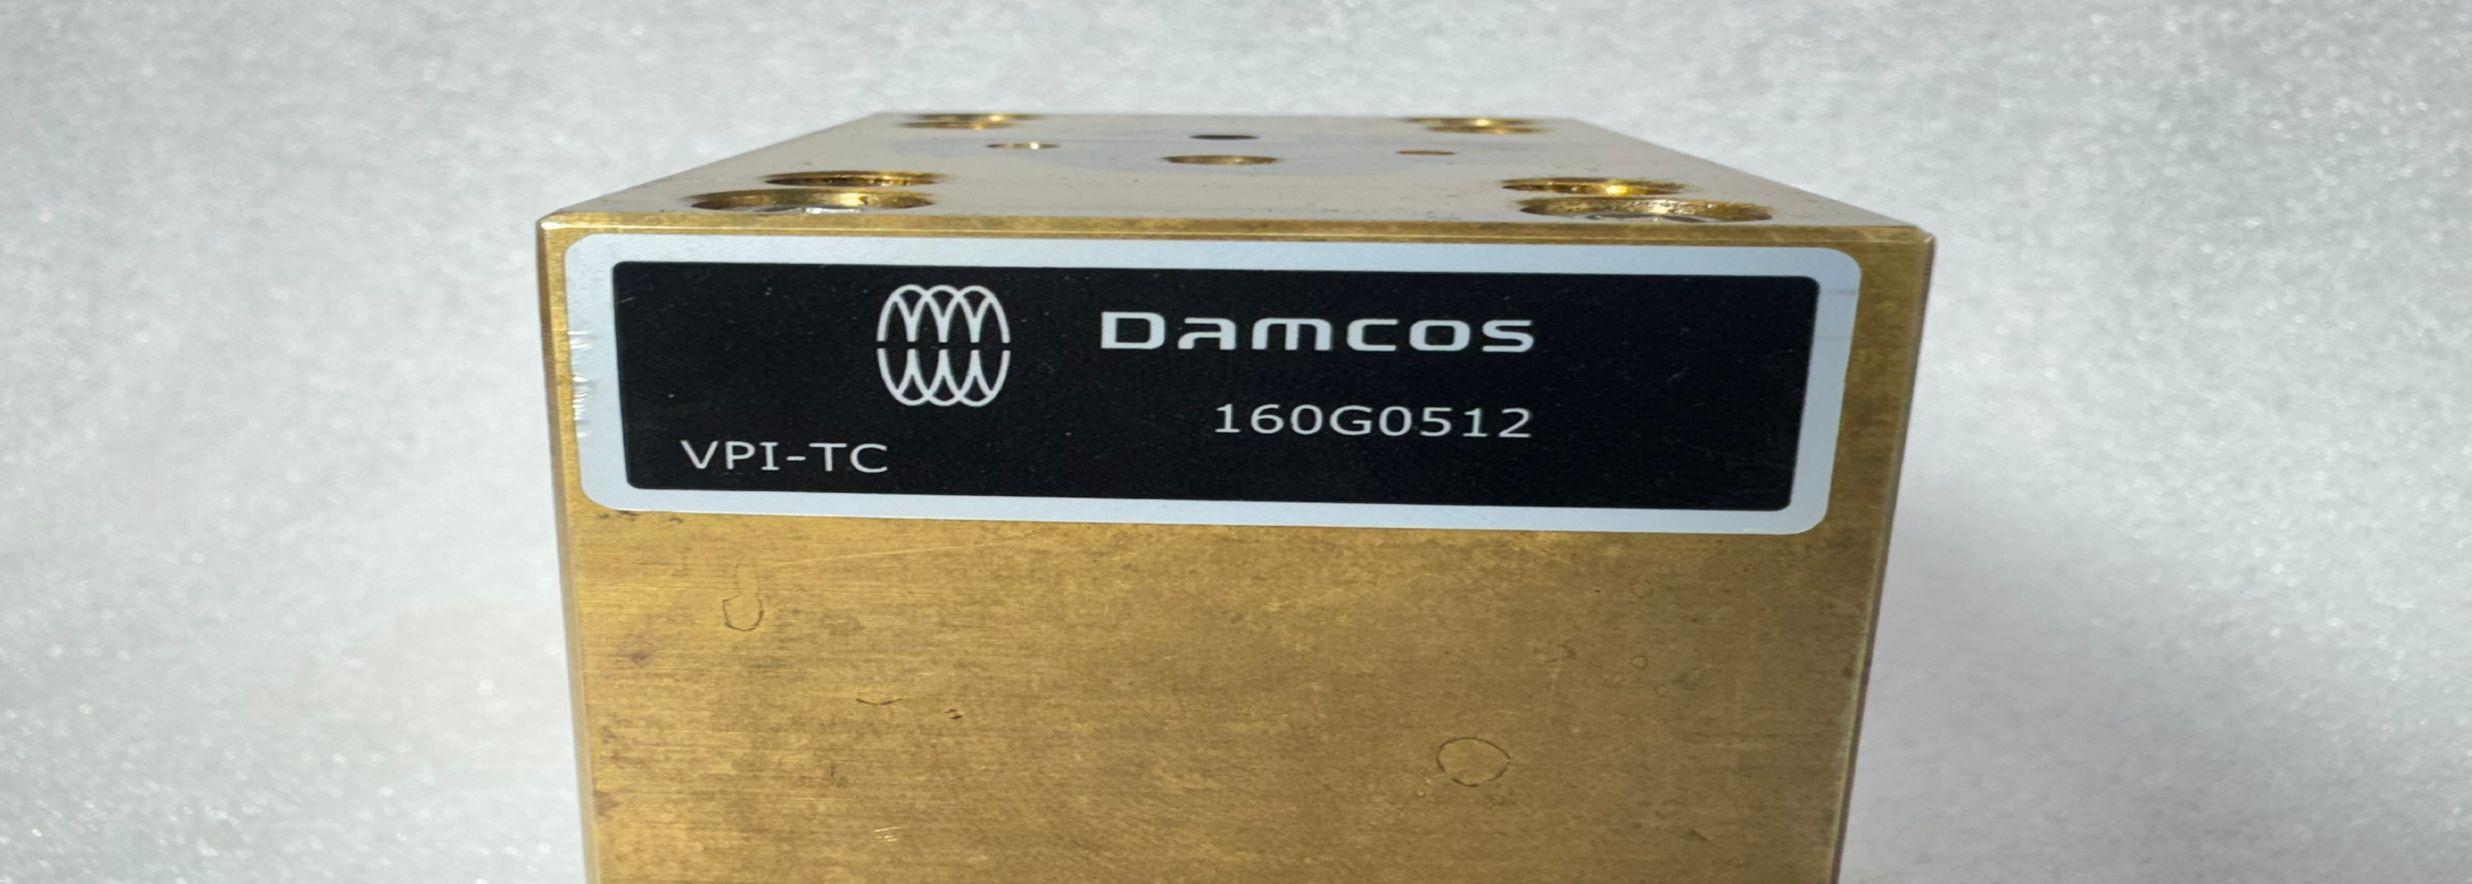 Damcos
160G0512
VPI-TC